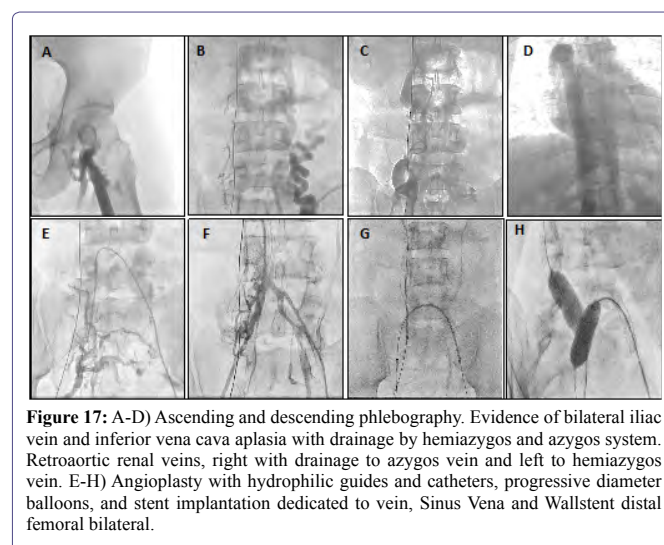 A
B
C
D
E
F
G
H
Figure 17: A-D) Ascending and descending phlebography. Evidence of bilateral iliac
vein and inferior vena cava aplasia with drainage by hemiazygos and azygos system.
Retroaortic renal veins, right with drainage to azygos vein and left to hemiazygos
vein. E-H) Angioplasty with hydrophilic guides and catheters, progressive diameter
balloons, and stent implantation dedicated to vein, Sinus Vena and Wallstent distal
femoral bilateral.